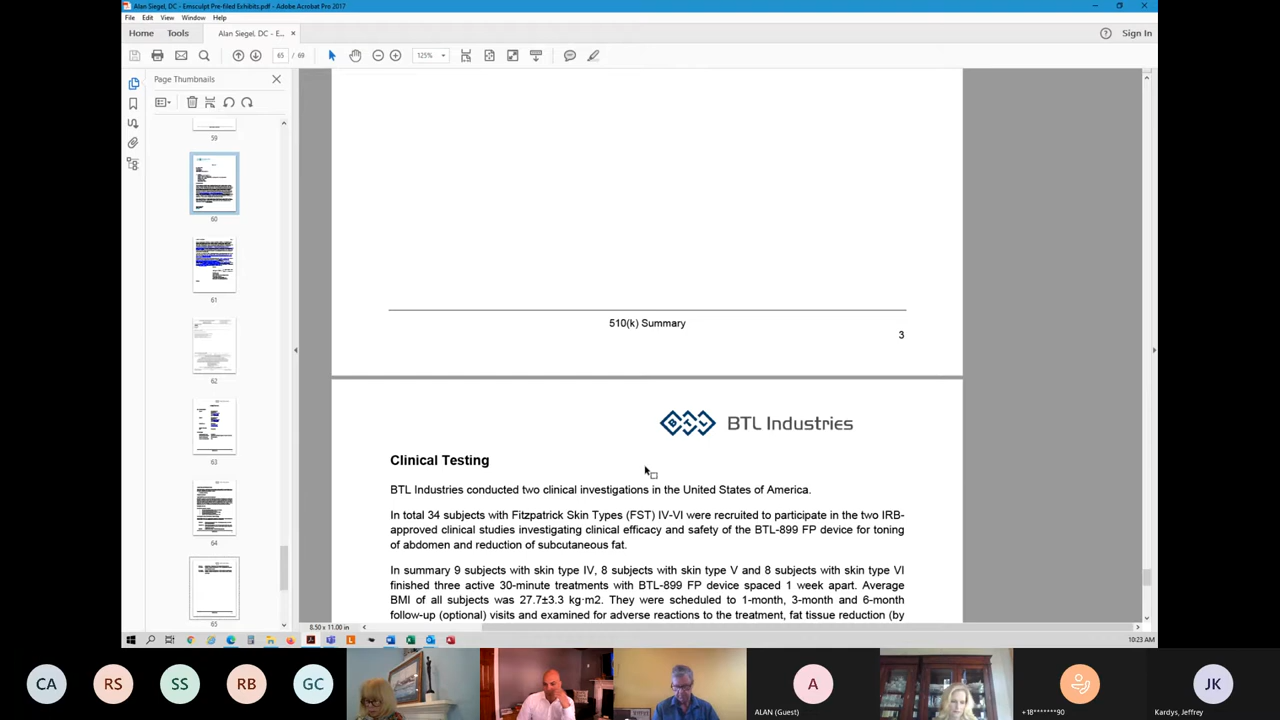 Alan Siegel, DC - Emsculpt Pre-filed Exhibits.pdf - Adobe Acrobat Pro 2017
File Edit View Window Help
Home Tools Alan Siegel, DC - E... × Sign In
65 / 69 125%
Page Thumbnails
59
60
61
62
63
64
65
510(k) Summary
3
BTL Industries
Clinical Testing
BTL Industries conducted two clinical investigations in the United States of America.
In total 34 subjects with Fitzpatrick Skin Types (FST) IV-VI were recruited to participate in the two IRB-
approved clinical studies investigating clinical efficacy and safety of the BTL-899 FP device for toning
of abdomen and reduction of subcutaneous fat.
In summary 9 subjects with skin type IV, 8 subjects with skin type V and 8 subjects with skin type VI
finished three active 30-minute treatments with BTL-899 FP device spaced 1 week apart. Average
BMI of all subjects was 27.7±3.3 kg·m2. They were scheduled to 1-month, 3-month and 6-month
follow-up (optional) visits and examined for adverse reactions to the treatment, fat tissue reduction (by
8.50 x 11.00 in
10:23 AM
CA RS SS RB GC A JK
ALAN (Guest) +18*******90 Kardys, Jeffrey